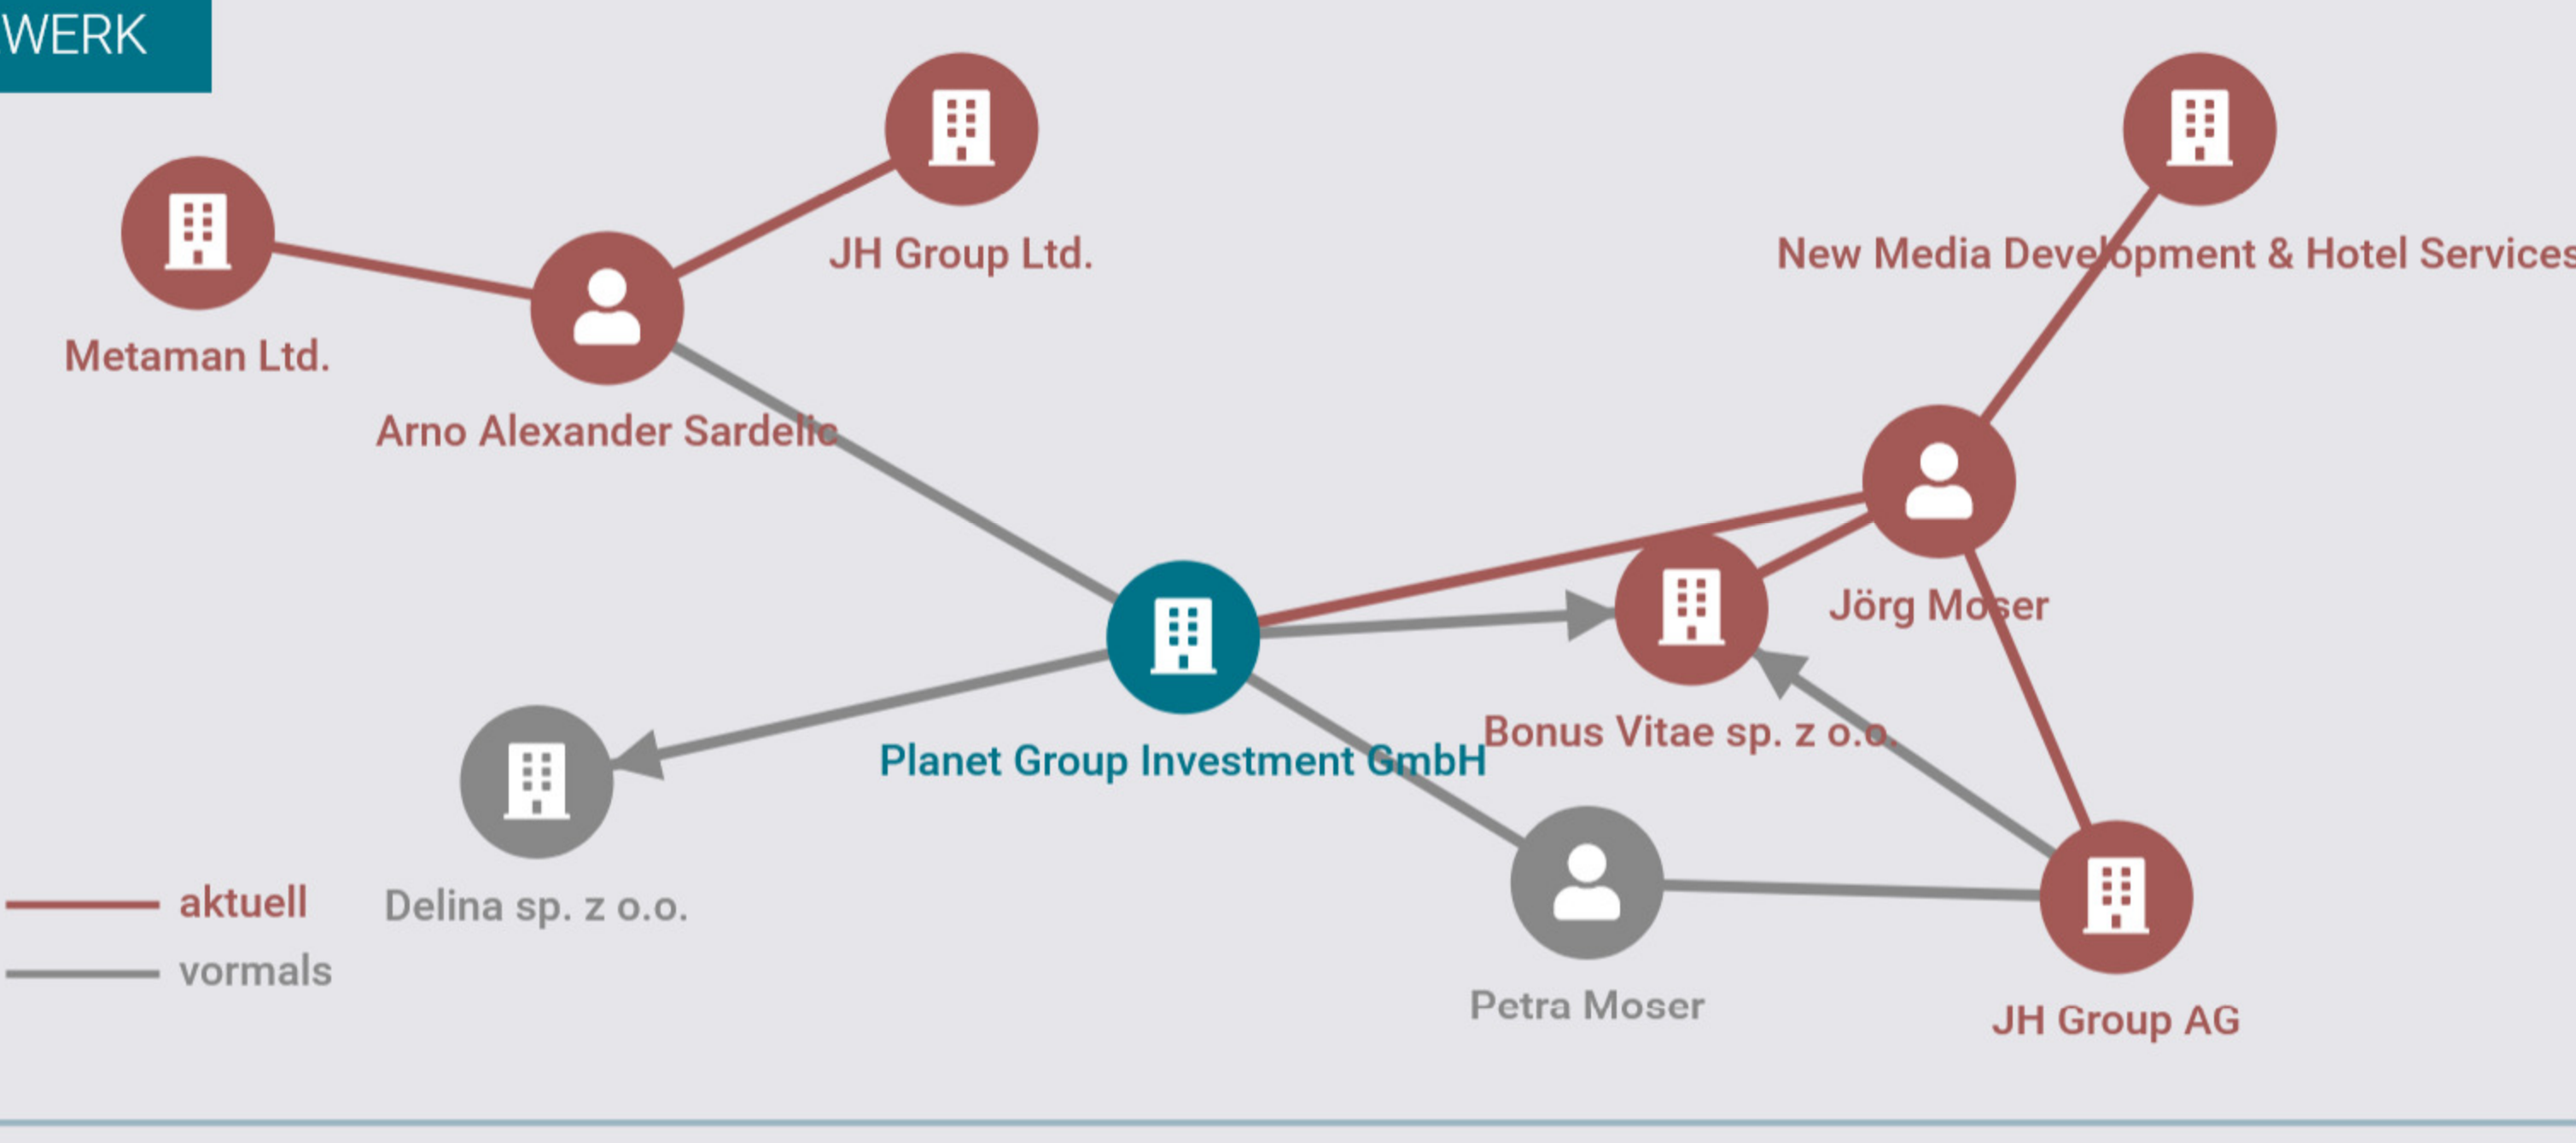 WERK
JH Group Ltd.
New Media Development & Hotel Services
Metaman Ltd.
Arno Alexander Sardelic
Jörg Moser
Bonus Vitae sp. z o.o.
Planet Group Investment GmbH
aktuell
Delina sp. z o.o.
vormals
Petra Moser
JH Group AG